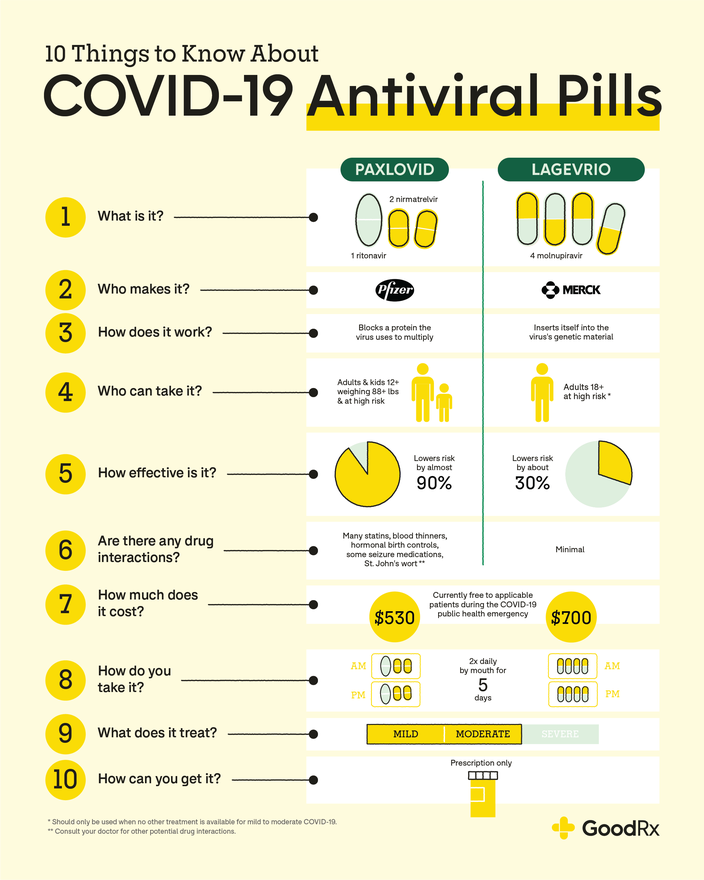 10 Things to Know About
COVID-19 Antiviral Pills
PAXLOVID
LAGEVRIO
1
What is it?
2 nirmatrelvir
1 ritonavir
4 molnupiravir
2
Who makes it?
Pfizer
MERCK
3
How does it work?
Blocks a protein the
virus uses to multiply
Inserts itself into the
virus's genetic material
4
Who can take it?
Adults & kids 12+
weighing 88+ lbs
& at high risk
Adults 18+
at high risk *
5
How effective is it?
Lowers risk
by almost
90%
Lowers risk
by about
30%
6
Are there any drug
interactions?
Many statins, blood thinners,
hormonal birth controls,
some seizure medications,
St. John's wort **
Minimal
7
How much does
it cost?
$530
Currently free to applicable
patients during the COVID-19
public health emergency
$700
8
How do you
take it?
AM
PM
2x daily
by mouth for
5
days
AM
PM
9
What does it treat?
MILD
MODERATE
SEVERE
10
How can you get it?
Prescription only
* Should only be used when no other treatment is available for mild to moderate COVID-19.
** Consult your doctor for other potential drug interactions.
GoodRx